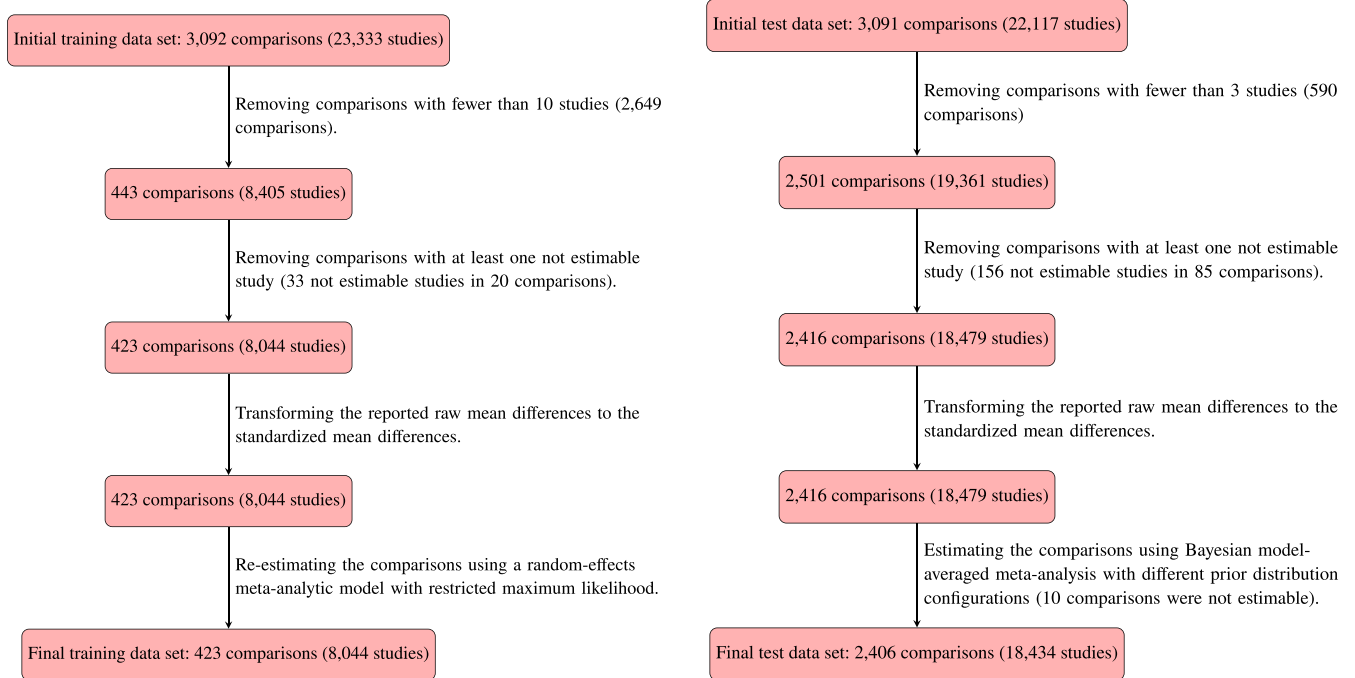 Initial training data set: 3,092 comparisons (23,333 studies)
Removing comparisons with fewer than 10 studies (2,649
comparisons).
443 comparisons (8,405 studies)
Removing comparisons with at least one not estimable
study (33 not estimable studies in 20 comparisons).
423 comparisons (8,044 studies)
Transforming the reported raw mean differences to the
standardized mean differences.
423 comparisons (8,044 studies)
Re-estimating the comparisons using a random-effects
meta-analytic model with restricted maximum likelihood.
Final training data set: 423 comparisons (8,044 studies)
Initial test data set: 3,091 comparisons (22,117 studies)
Removing comparisons with fewer than 3 studies (590
comparisons)
2,501 comparisons (19,361 studies)
Removing comparisons with at least one not estimable
study (156 not estimable studies in 85 comparisons).
2,416 comparisons (18,479 studies)
Transforming the reported raw mean differences to the
standardized mean differences.
2,416 comparisons (18,479 studies)
Estimating the comparisons using Bayesian model-
averaged meta-analysis with different prior distribution
configurations (10 comparisons were not estimable).
Final test data set: 2,406 comparisons (18,434 studies)